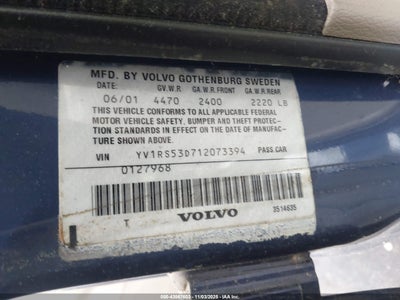 MFD. BY VOLVO GOTHENBURG SWEDEN
GV.W.R GA.W.R.FRONT GA.W.R.REAR
06/01 4470 2400 2220 LB
THIS VEHICLE CONFORMS TO ALL APPLICABLE FEDERAL
MOTOR VEHICLE SAFETY, BUMPER AND THEFT PROTEC-
TION STANDARDS IN EFFECT ON DATE OF MANUFAC-
TURE SHOWN ABOVE.
VIN YV1RS53D712073394 PASS.CAR
0127968
T VOLVO 3514635